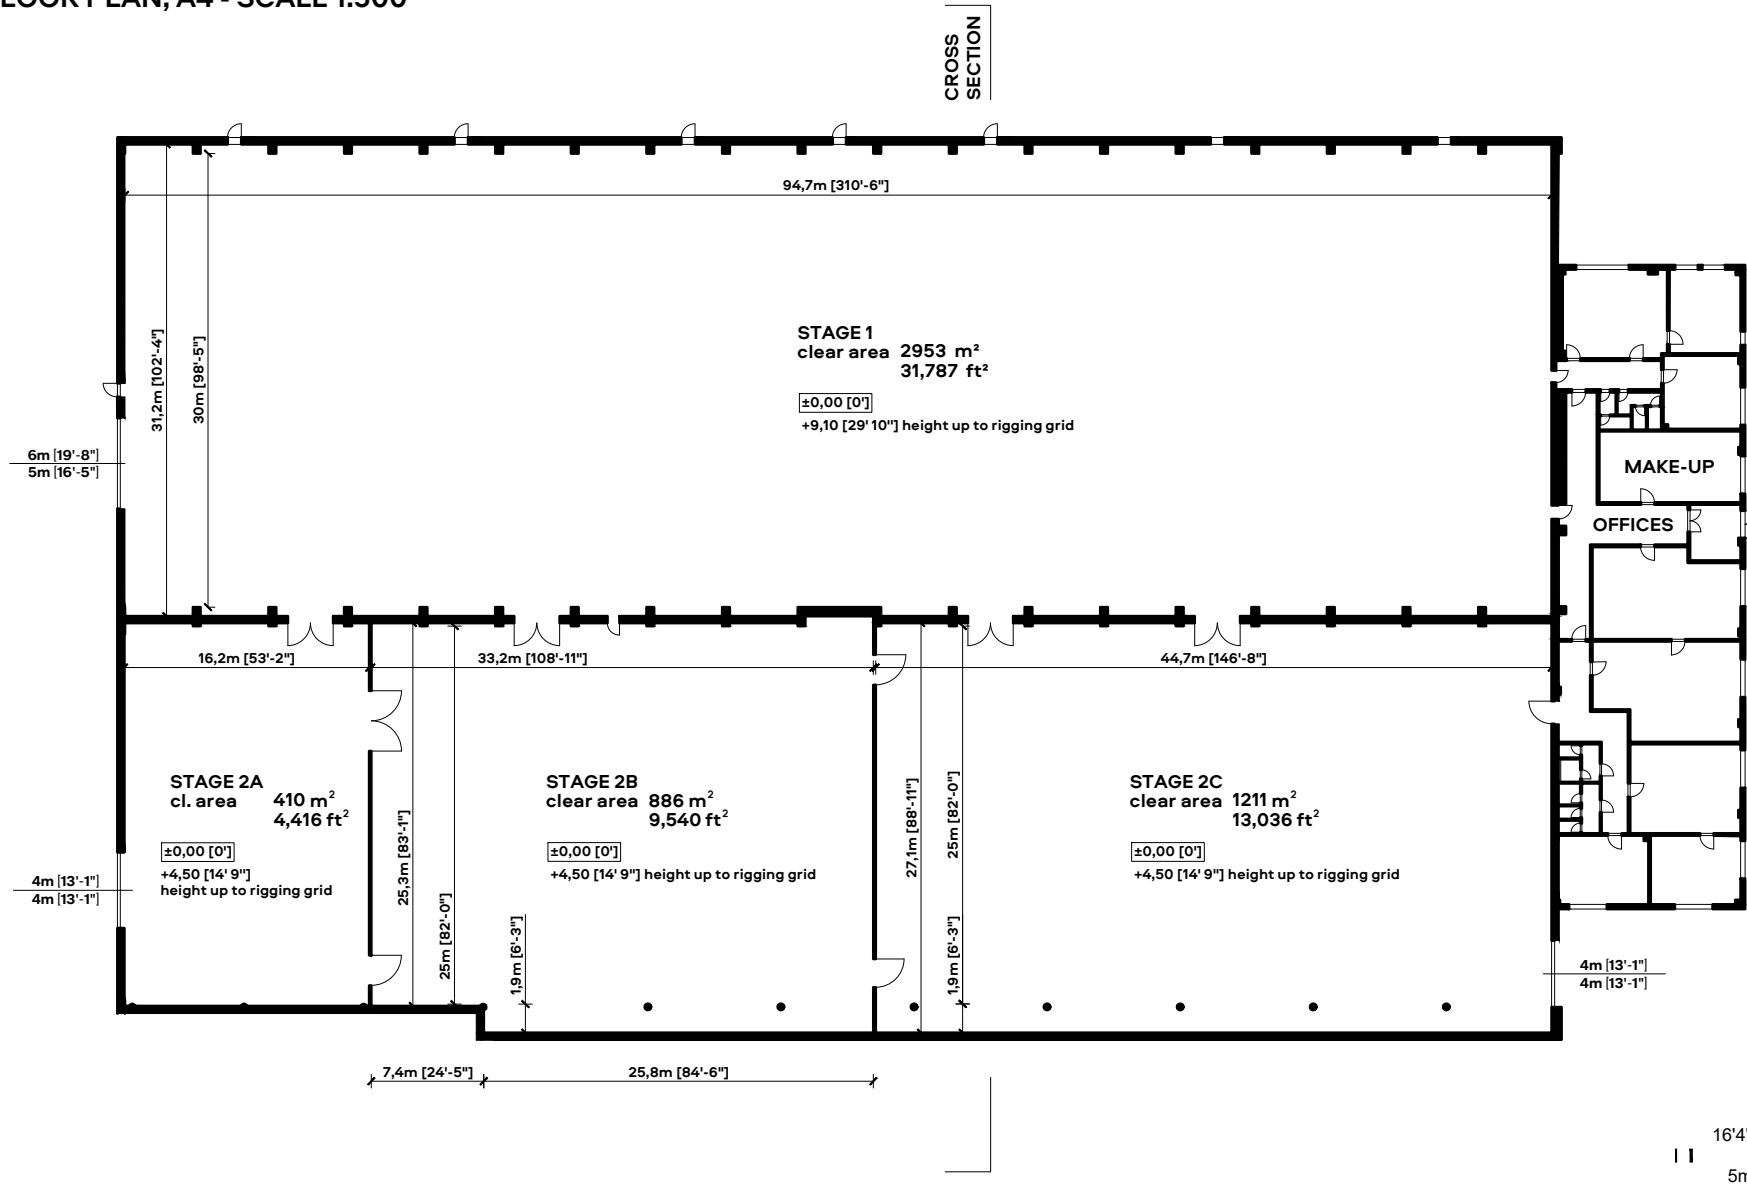 PLAN, A4 - SCALE 1:500
CROSS
SECTION
94,7m [310'-6"]
31,2m [102'-4"]
30m [98'-5"]
STAGE 1
clear area 2953 m²
31,787 ft²
±0,00 [0']
+9,10 [29' 10"] height up to rigging grid
6m [19'-8"]
5m [16'-5"]
MAKE-UP
OFFICES
16,2m [53'-2"]
33,2m [108'-11"]
44,7m [146'-8"]
STAGE 2A
cl. area 410 m²
4,416 ft²
±0,00 [0']
+4,50 [14' 9"]
height up to rigging grid
4m [13'-1"]
4m [13'-1"]
25,3m [83'-1"]
25m [82'-0"]
STAGE 2B
clear area 886 m²
9,540 ft²
±0,00 [0']
+4,50 [14' 9"] height up to rigging grid
1,9m [6'-3"]
27,1m [88'-11"]
25m [82'-0"]
1,9m [6'-3"]
STAGE 2C
clear area 1211 m²
13,036 ft²
±0,00 [0']
+4,50 [14' 9"] height up to rigging grid
4m [13'-1"]
4m [13'-1"]
7,4m [24'-5"]
25,8m [84'-6"]
16'4'
5m